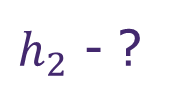 h₂ - ?